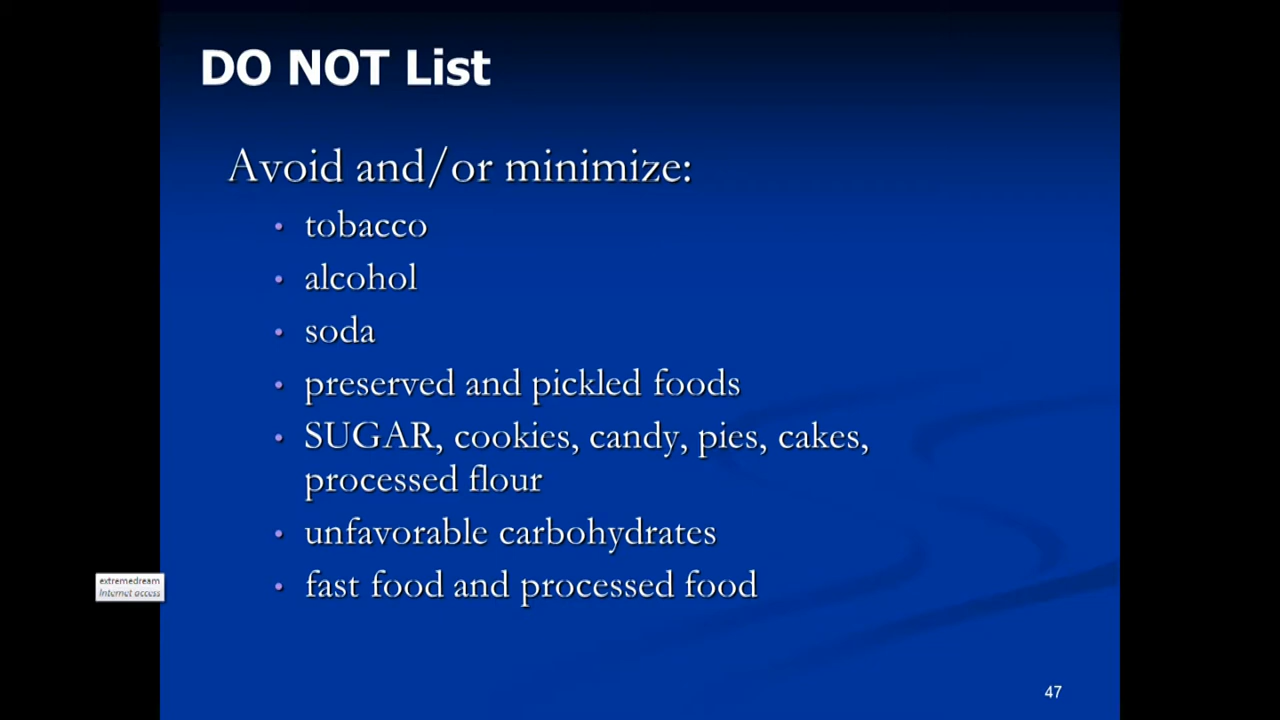 DO NOT List
Avoid and/or minimize:
• tobacco
• alcohol
• soda
• preserved and pickled foods
• SUGAR, cookies, candy, pies, cakes,
processed flour
• unfavorable carbohydrates
• fast food and processed food
extremedream
Internet access
47